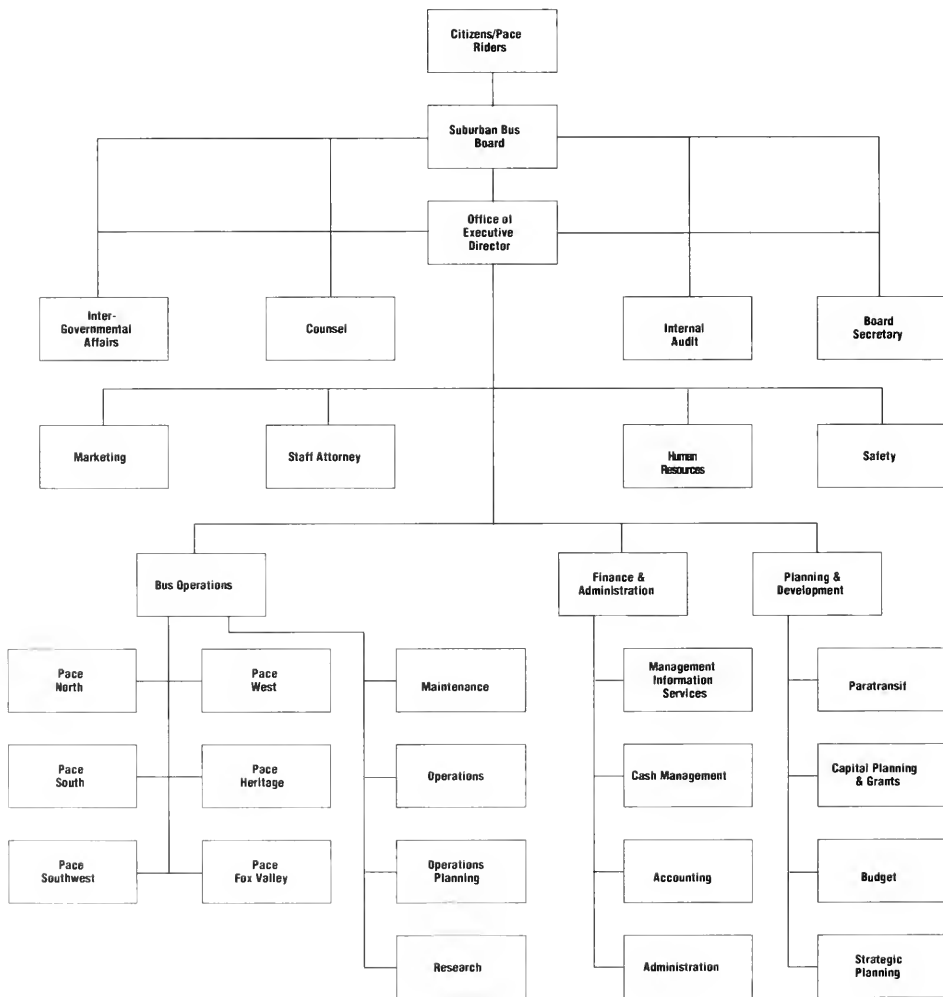 Citizens/Pace
Riders
Suburban Bus
Board
Office of
Executive
Director
Inter-
Governmental
Affairs
Counsel
Internal
Audit
Board
Secretary
Marketing
Staff Attorney
Human
Resources
Safety
Bus Operations
Finance &
Administration
Planning &
Development
Pace
North
Pace
West
Maintenance
Management
Information
Services
Paratransit
Pace
South
Pace
Heritage
Operations
Cash Management
Capital Planning
& Grants
Pace
Southwest
Pace
Fox Valley
Operations
Planning
Accounting
Budget
Research
Administration
Strategic
Planning